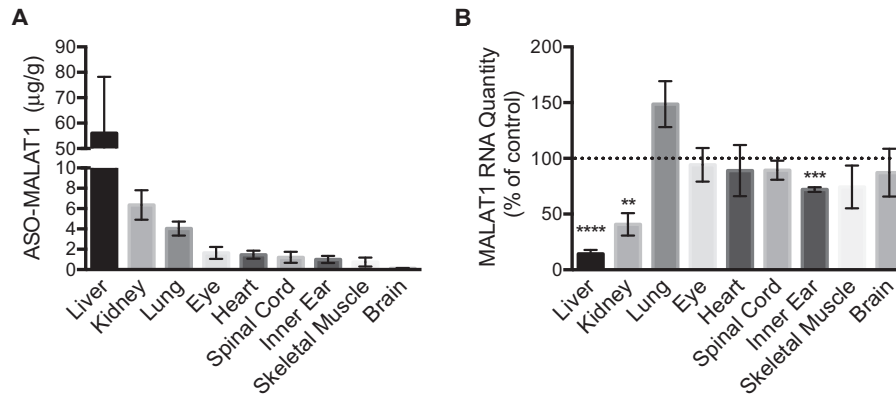 A
ASO-MALAT1 (µg/g)
90
80
70
60
50
10
8
6
4
2
0
Liver
Kidney
Lung
Eye
Heart
Spinal Cord
Inner Ear
Skeletal Muscle
Brain
B
MALAT1 RNA Quantity
(% of control)
200
150
100
50
0
****
**
***
Liver
Kidney
Lung
Eye
Heart
Spinal Cord
Inner Ear
Skeletal Muscle
Brain